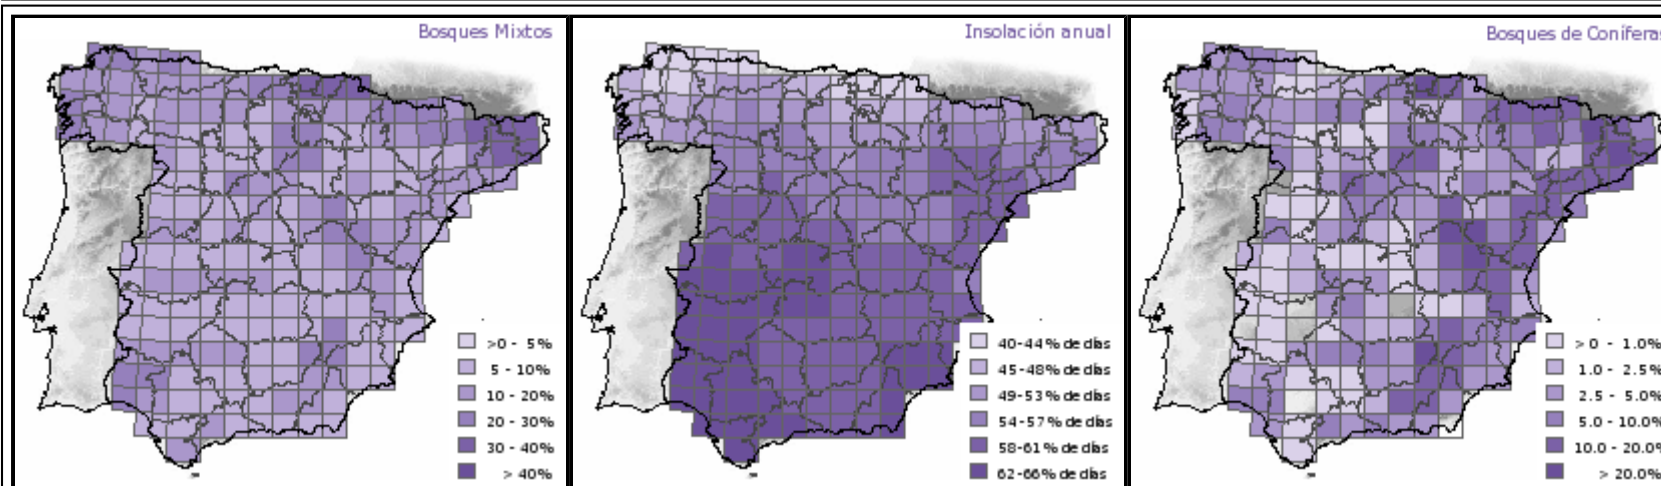 Bosques Mixtos
>0 - 5%
5 - 10%
10 - 20%
20 - 30%
30 - 40%
> 40%
Insolación anual
40-44% de días
45-48% de días
49-53% de días
54-57% de días
58-61% de días
62-66% de días
Bosques de Coníferas
> 0 - 1.0%
1.0 - 2.5%
2.5 - 5.0%
5.0 - 10.0%
10.0 - 20.0%
> 20.0%